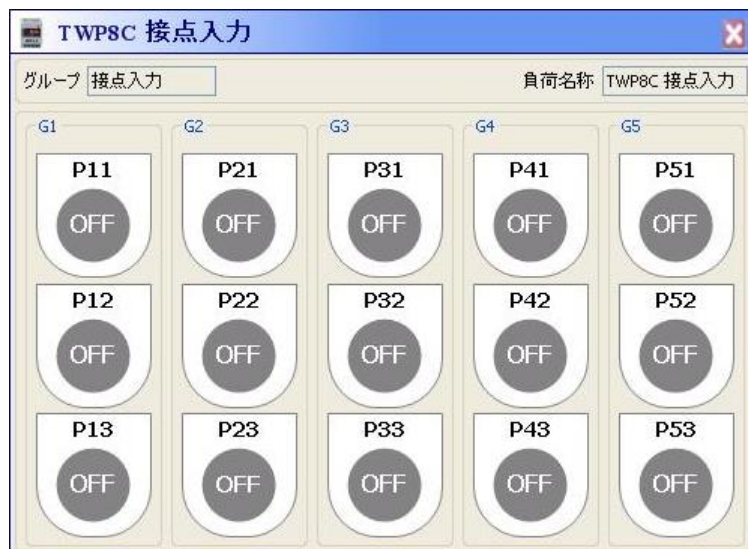 TWP8C 接点入力
グループ 接点入力 負荷名称 TWP8C 接点入力
G1 G2 G3 G4 G5
P11 P21 P31 P41 P51
OFF OFF OFF OFF OFF
P12 P22 P32 P42 P52
OFF OFF OFF OFF OFF
P13 P23 P33 P43 P53
OFF OFF OFF OFF OFF